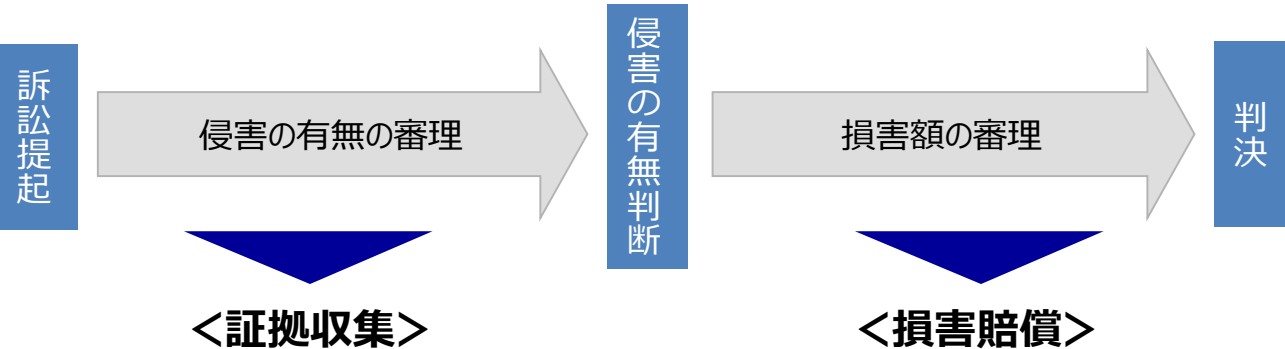 訴訟提起
侵害の有無の審理
侵害の有無判断
損害額の審理
判決
＜証拠収集＞
＜損害賠償＞